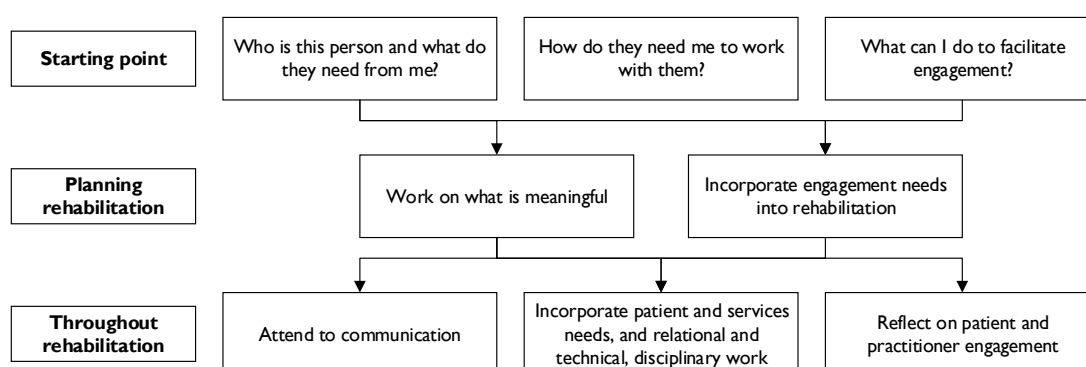 Starting point
Who is this person and what do
they need from me?
How do they need me to work
with them?
What can I do to facilitate
engagement?
Planning
rehabilitation
Work on what is meaningful
Incorporate engagement needs
into rehabilitation
Throughout
rehabilitation
Attend to communication
Incorporate patient and services
needs, and relational and
technical, disciplinary work
Reflect on patient and
practitioner engagement